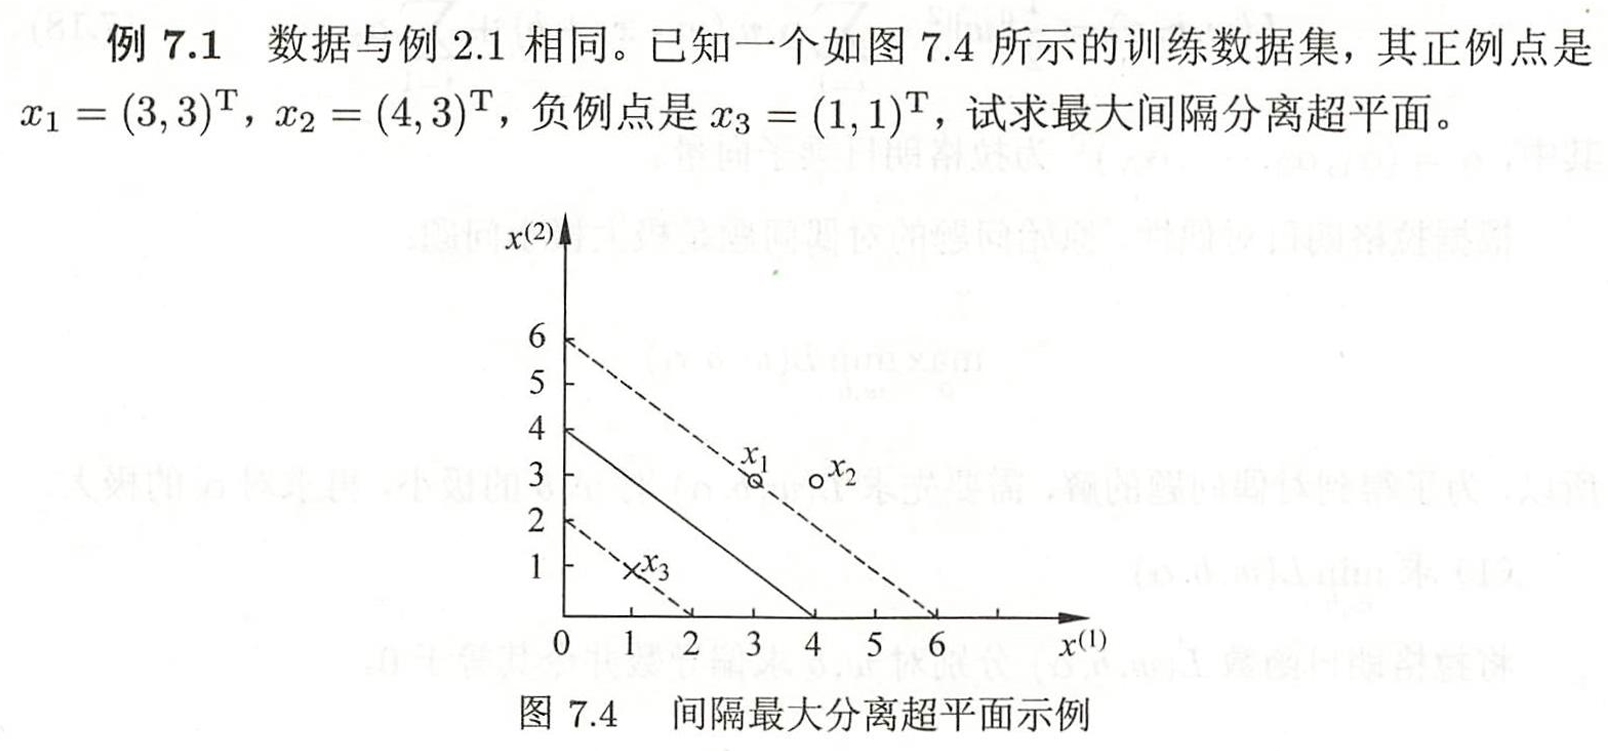 例 7.1 数据与例 2.1 相同。已知一个如图 7.4 所示的训练数据集，其正例点是
x₁ = (3,3)ᵀ，x₂ = (4,3)ᵀ，负例点是 x₃ = (1,1)ᵀ，试求最大间隔分离超平面。
x⁽²⁾
6
5
4
3
2
1
x₁
x₂
x₃
0 1 2 3 4 5 6 x⁽¹⁾
图 7.4 间隔最大分离超平面示例